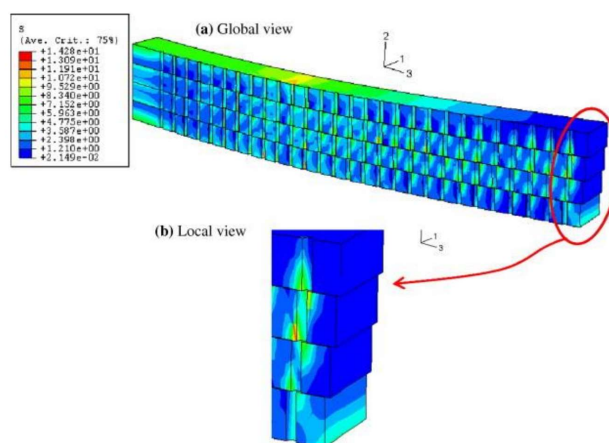 (a) Global view
S
(Ave. Crit.: 75%)
+1.428e+01
+1.309e+01
+1.191e+01
+1.072e+01
+9.529e+00
+8.340e+00
+7.152e+00
+5.963e+00
+4.775e+00
+3.587e+00
+2.398e+00
+1.210e+00
+2.149e-02
2
1
3
(b) Local view
1
3